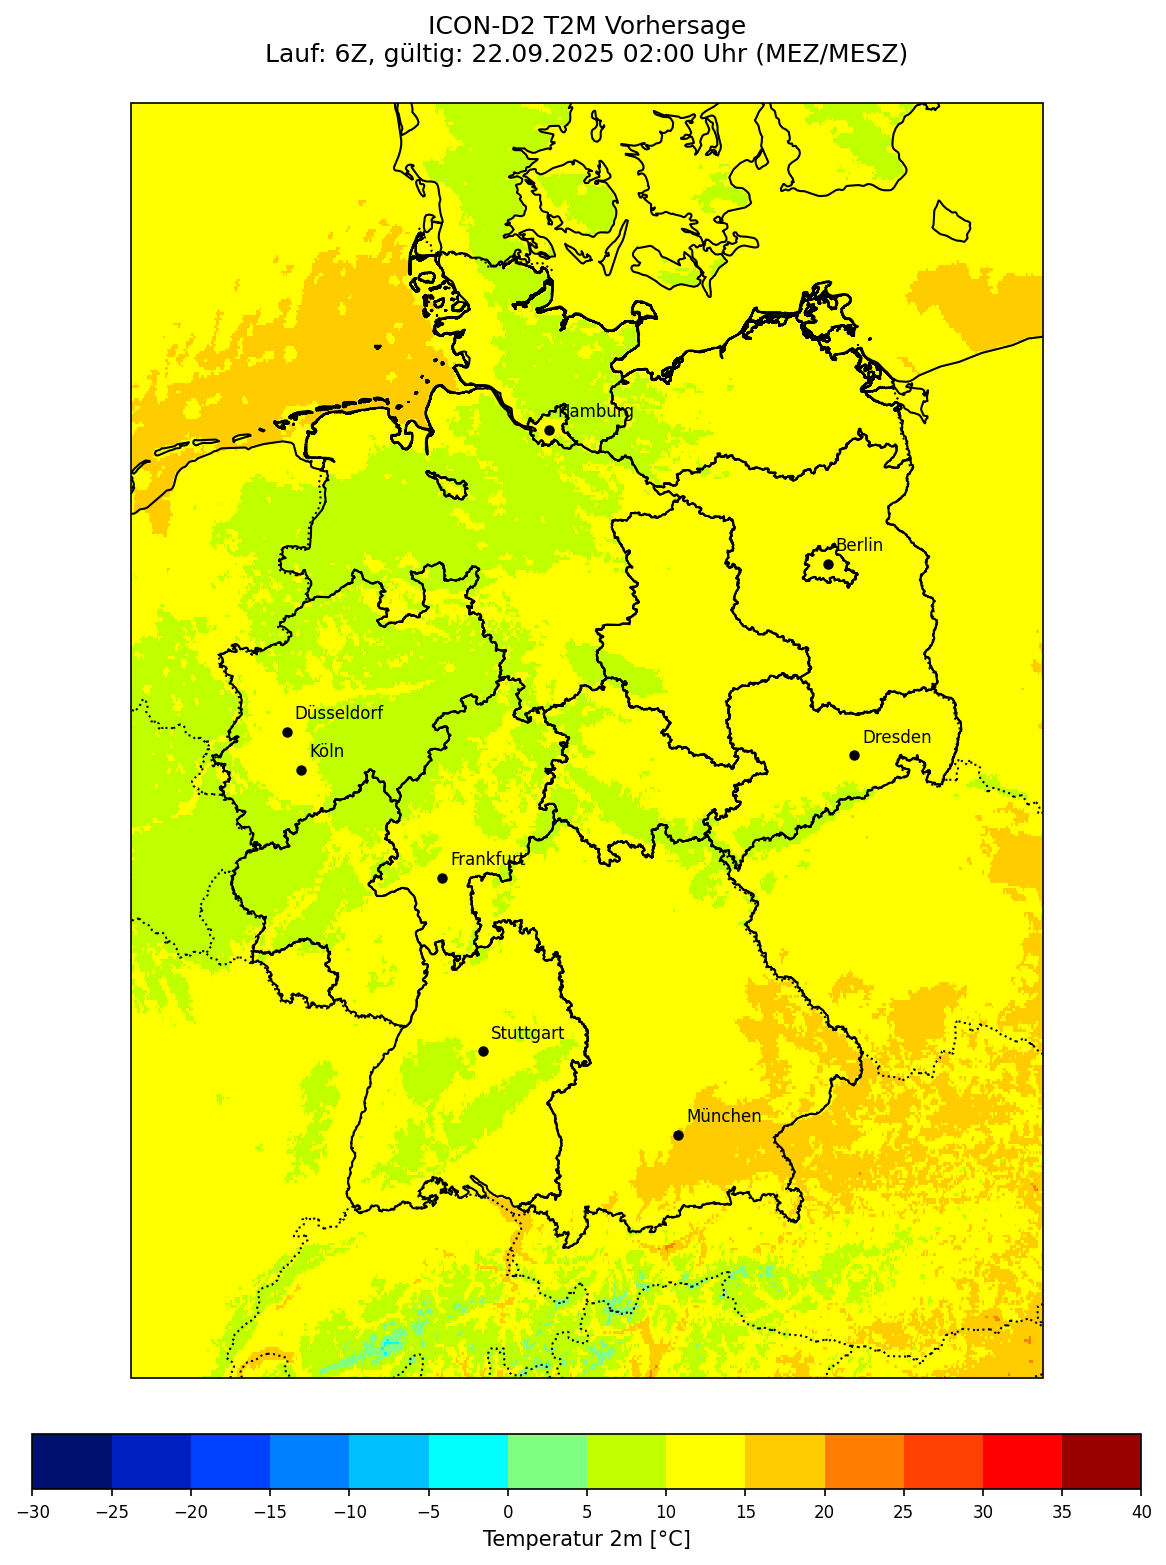 ICON-D2 T2M Vorhersage
Lauf: 6Z, gültig: 22.09.2025 02:00 Uhr (MEZ/MESZ)
Hamburg
Berlin
Düsseldorf
Köln
Dresden
Frankfurt
Stuttgart
München
−30 −25 −20 −15 −10 −5 0 5 10 15 20 25 30 35 40
Temperatur 2m [°C]